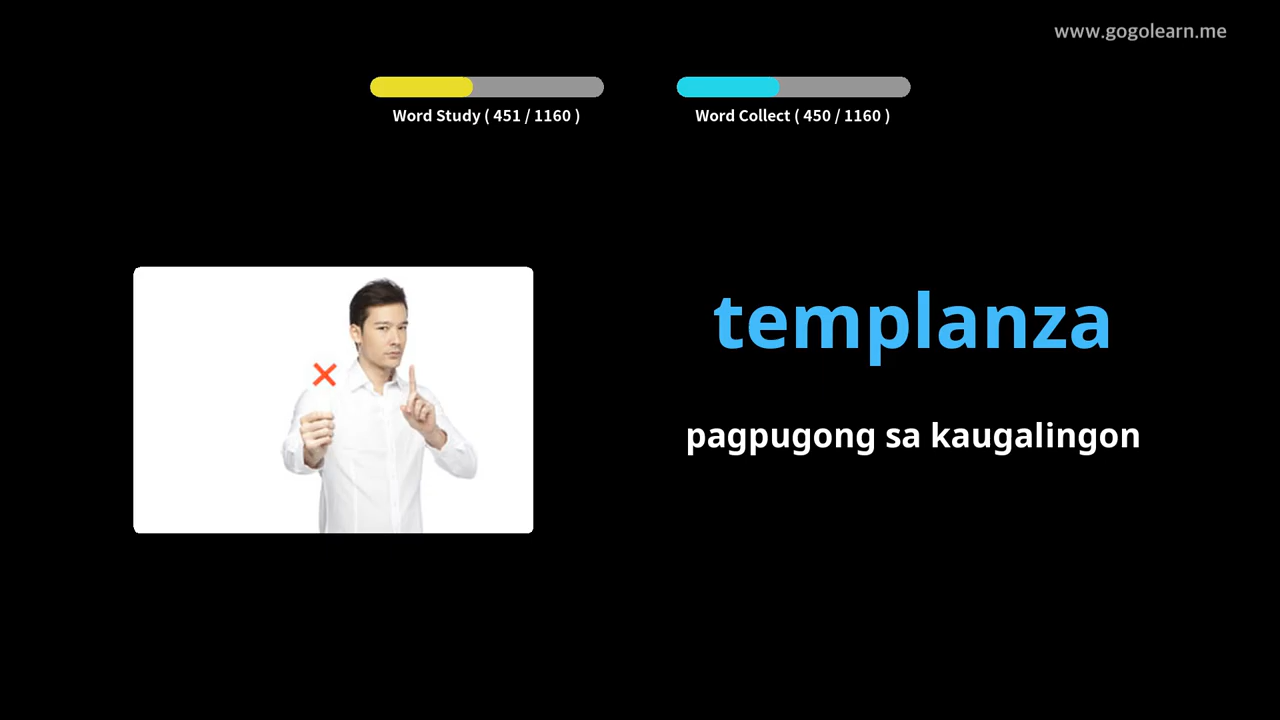 www.gogolearn.me
Word Study ( 451 / 1160 )
Word Collect ( 450 / 1160 )
templanza
pagpugong sa kaugalingon